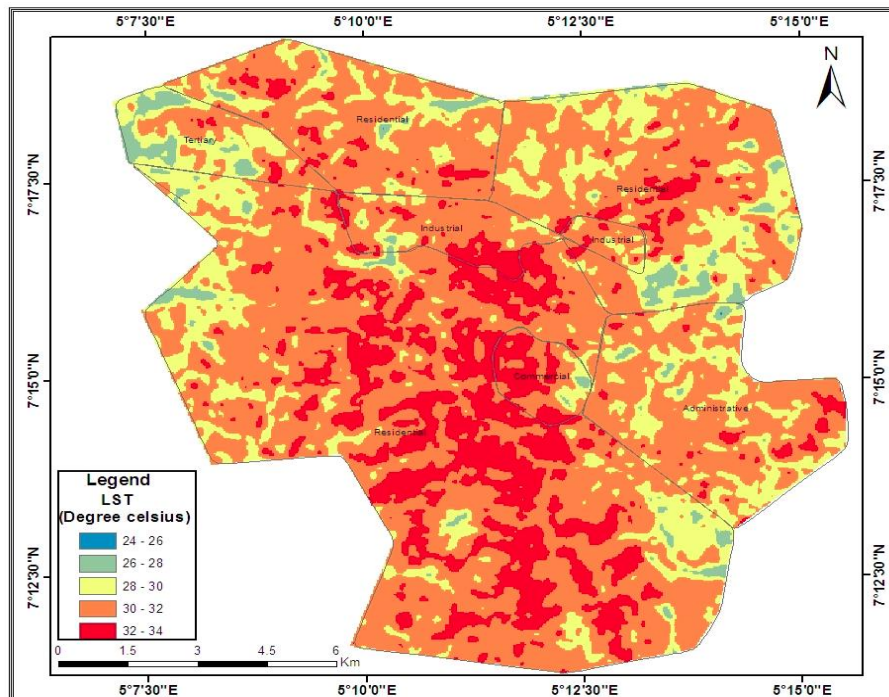 5°7'30"E 5°10'0"E 5°12'30"E 5°15'0"E
N
Residential
Tertiary
7°17'30"N
7°17'30"N
Residential
Industrial
Industrial
7°15'0"N
7°15'0"N
Commercial
Administrative
Residential
Legend
LST
(Degree celsius)
24 - 26
26 - 28
28 - 30
30 - 32
32 - 34
7°12'30"N
7°12'30"N
0 1.5 3 4.5 6
Km
5°7'30"E 5°10'0"E 5°12'30"E 5°15'0"E